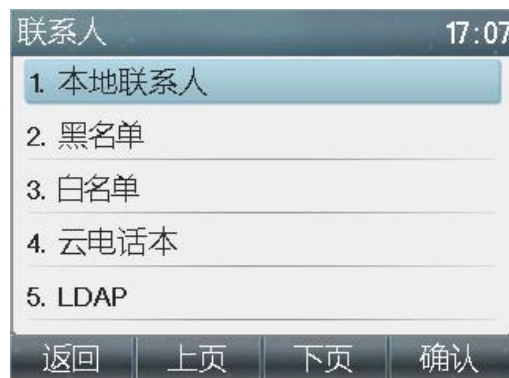 联系人 17:07
1. 本地联系人
2. 黑名单
3. 白名单
4. 云电话本
5. LDAP
返回 上页 下页 确认